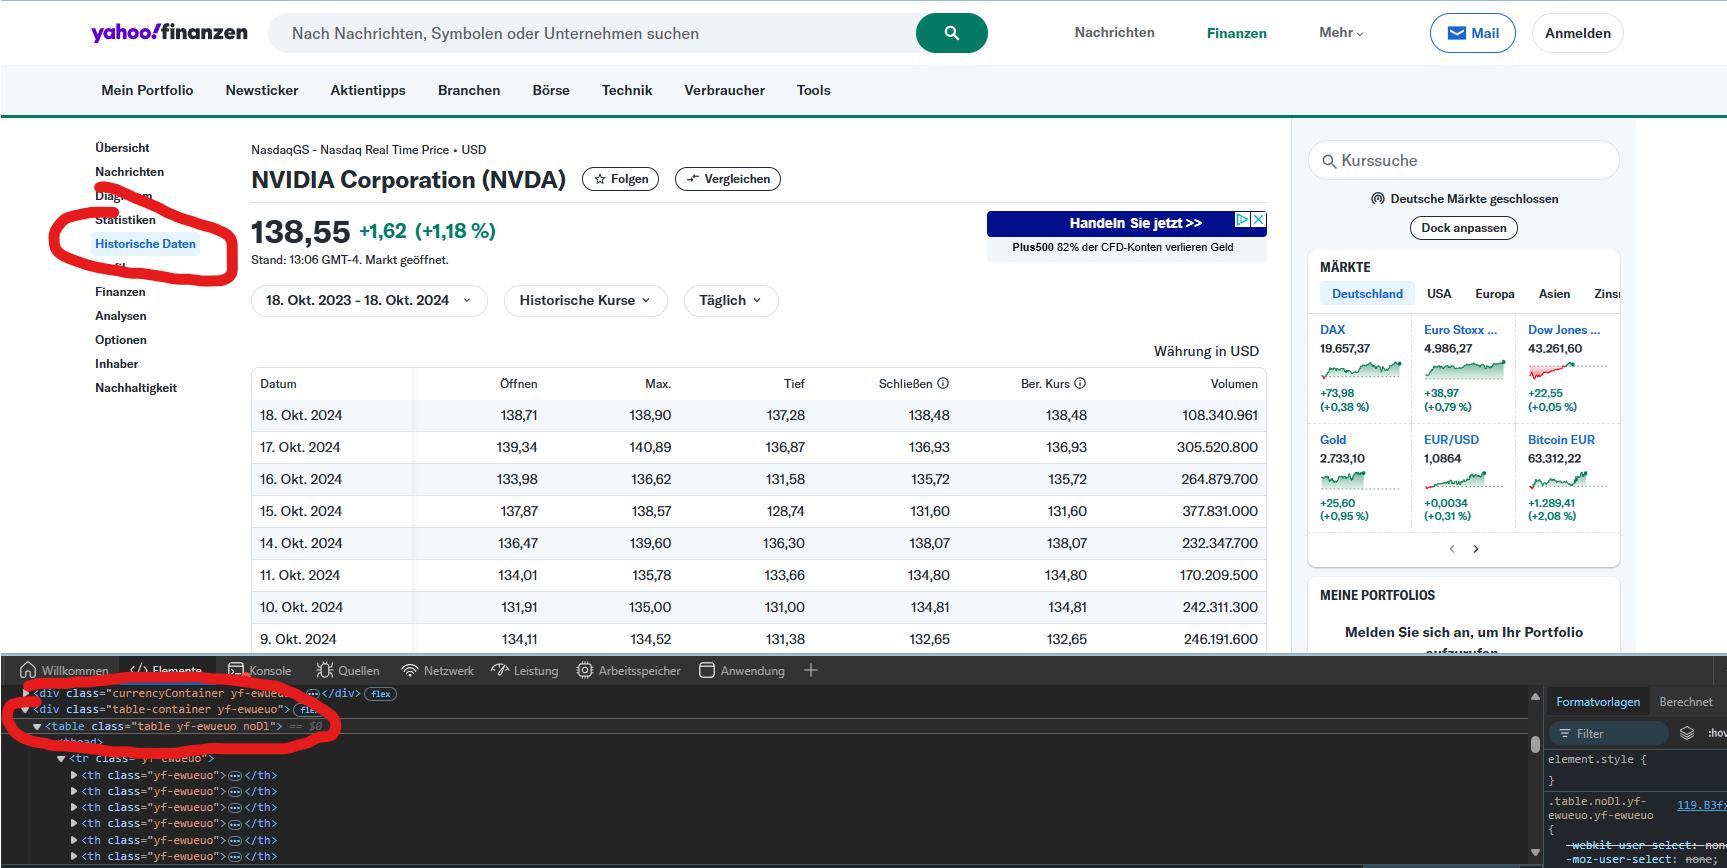 yahoo!finanzen
Nach Nachrichten, Symbolen oder Unternehmen suchen
Nachrichten
Finanzen
Mehr
Mail
Anmelden
Mein Portfolio Newsticker Aktientipps Branchen Börse Technik Verbraucher Tools
Übersicht
Nachrichten
Diagramm
Statistiken
Historische Daten
Finanzen
Analysen
Optionen
Inhaber
Nachhaltigkeit
NasdaqGS - Nasdaq Real Time Price • USD
NVIDIA Corporation (NVDA)
Folgen
Vergleichen
138,55 +1,62 (+1,18 %)
Stand: 13:06 GMT-4. Markt geöffnet.
Handeln Sie jetzt >>
Plus500 82% der CFD-Konten verlieren Geld
18. Okt. 2023 - 18. Okt. 2024
Historische Kurse
Täglich
Währung in USD
Datum Öffnen Max. Tief Schließen Ber. Kurs Volumen
18. Okt. 2024 138,71 138,90 137,28 138,48 138,48 108.340.961
17. Okt. 2024 139,34 140,89 136,87 136,93 136,93 305.520.800
16. Okt. 2024 133,98 136,62 131,58 135,72 135,72 264.879.700
15. Okt. 2024 137,87 138,57 128,74 131,60 131,60 377.831.000
14. Okt. 2024 136,47 139,60 136,30 138,07 138,07 232.347.700
11. Okt. 2024 134,01 135,78 133,66 134,80 134,80 170.209.500
10. Okt. 2024 131,91 135,00 131,00 134,81 134,81 242.311.300
9. Okt. 2024 134,11 134,52 131,38 132,65 132,65 246.191.600
Kurssuche
Deutsche Märkte geschlossen
Dock anpassen
MÄRKTE
Deutschland USA Europa Asien
DAX Euro Stoxx ... Dow Jones ...
19.657,37 4.986,27 43.261,60
+73,98 +38,97 +22,55
(+0,38 %) (+0,79 %) (+0,05 %)
Gold EUR/USD Bitcoin EUR
2.733,10 1,0864 63.312,22
+25,60 +0,0034 +1.289,41
(+0,95 %) (+0,31 %) (+2,08 %)
MEINE PORTFOLIOS
Melden Sie sich an, um Ihr Portfolio
aufzurufen
Willkommen </> Elemente Konsole Quellen Netzwerk Leistung Arbeitsspeicher Anwendung
<div class="currencyContainer yf-ewueuo"></div> flex
<div class="table-container yf-ewueuo"> flex
<table class="table yf-ewueuo noDl"> == $0
<thead>
<tr class="yf-ewueuo">
<th class="yf-ewueuo"></th>
<th class="yf-ewueuo"></th>
<th class="yf-ewueuo"></th>
<th class="yf-ewueuo"></th>
<th class="yf-ewueuo"></th>
<th class="yf-ewueuo"></th>
Formatvorlagen Berechnet
Filter
:hov
element.style {
}
.table.noDl.yf-
ewueuo.yf-ewueuo
{
-webkit-user-select:
-moz-user-select: none;